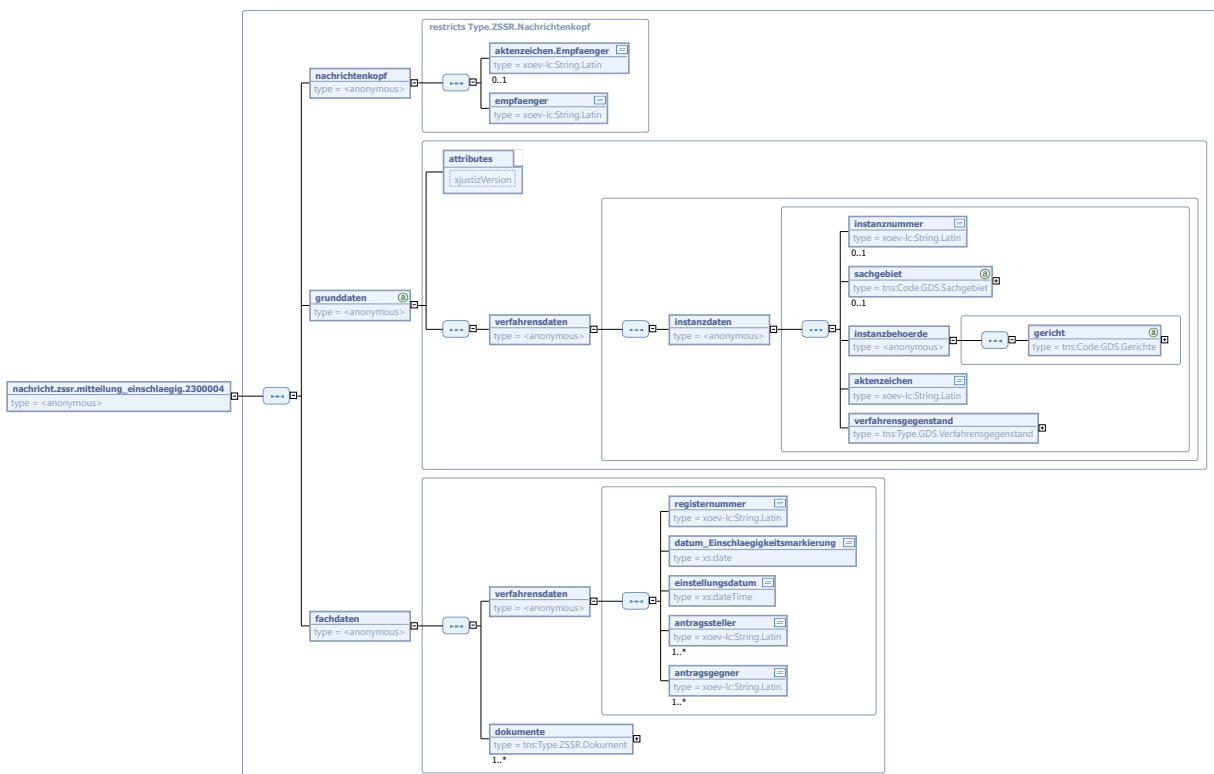 restricts Type.ZSSR.Nachrichtenkopf
aktenzeichen.Empfaenger
type = xoev-lc:String.Latin
0..1
nachrichtenkopf
type = <anonymous>
empfaenger
type = xoev-lc:String.Latin
attributes
xjustizVersion
instanznummer
type = xoev-lc:String.Latin
0..1
sachgebiet
type = tns:Code.GDS.Sachgebiet
0..1
grunddaten
type = <anonymous>
verfahrensdaten
type = <anonymous>
instanzdaten
type = <anonymous>
instanzbehoerde
type = <anonymous>
gericht
type = tns:Code.GDS.Gerichte
nachricht.zssr.mitteilung_einschlaegig.2300004
type = <anonymous>
aktenzeichen
type = xoev-lc:String.Latin
verfahrensgegenstand
type = tns:Type.GDS.Verfahrensgegenstand
registernummer
type = xoev-lc:String.Latin
datum_Einschlaegigkeitsmarkierung
type = xs:date
verfahrensdaten
type = <anonymous>
einstellungsdatum
type = xs:dateTime
fachdaten
type = <anonymous>
antragssteller
type = xoev-lc:String.Latin
1..*
antragsgegner
type = xoev-lc:String.Latin
1..*
dokumente
type = tns:Type.ZSSR.Dokument
1..*